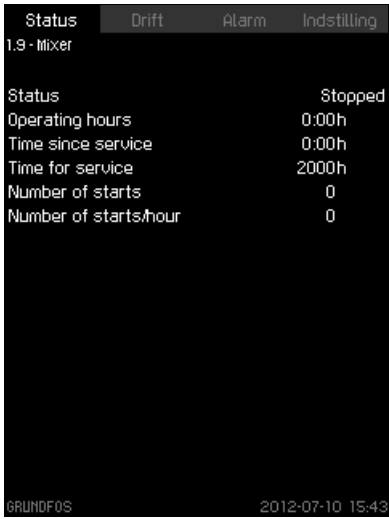 Status Drift Alarm Indstilling
1.9 - Mixer
Status Stopped
Operating hours 0:00h
Time since service 0:00h
Time for service 2000h
Number of starts 0
Number of starts/hour 0
GRUNDFOS 2012-07-10 15:43